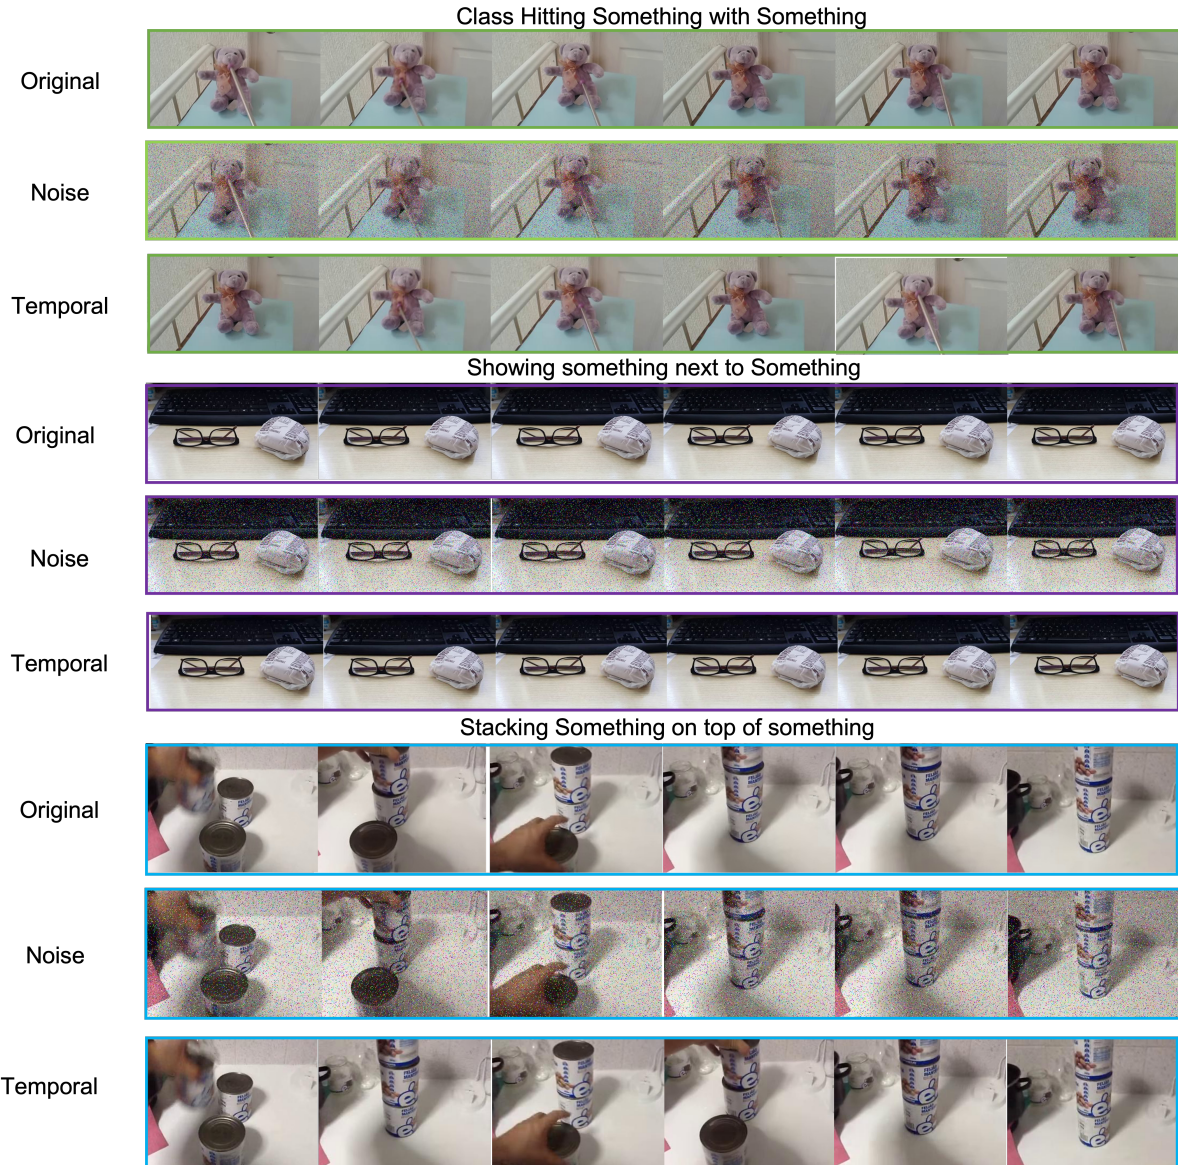 Class Hitting Something with Something
Original
Noise
Temporal
Showing something next to Something
Original
Noise
Temporal
Stacking Something on top of something
Original
Noise
Temporal